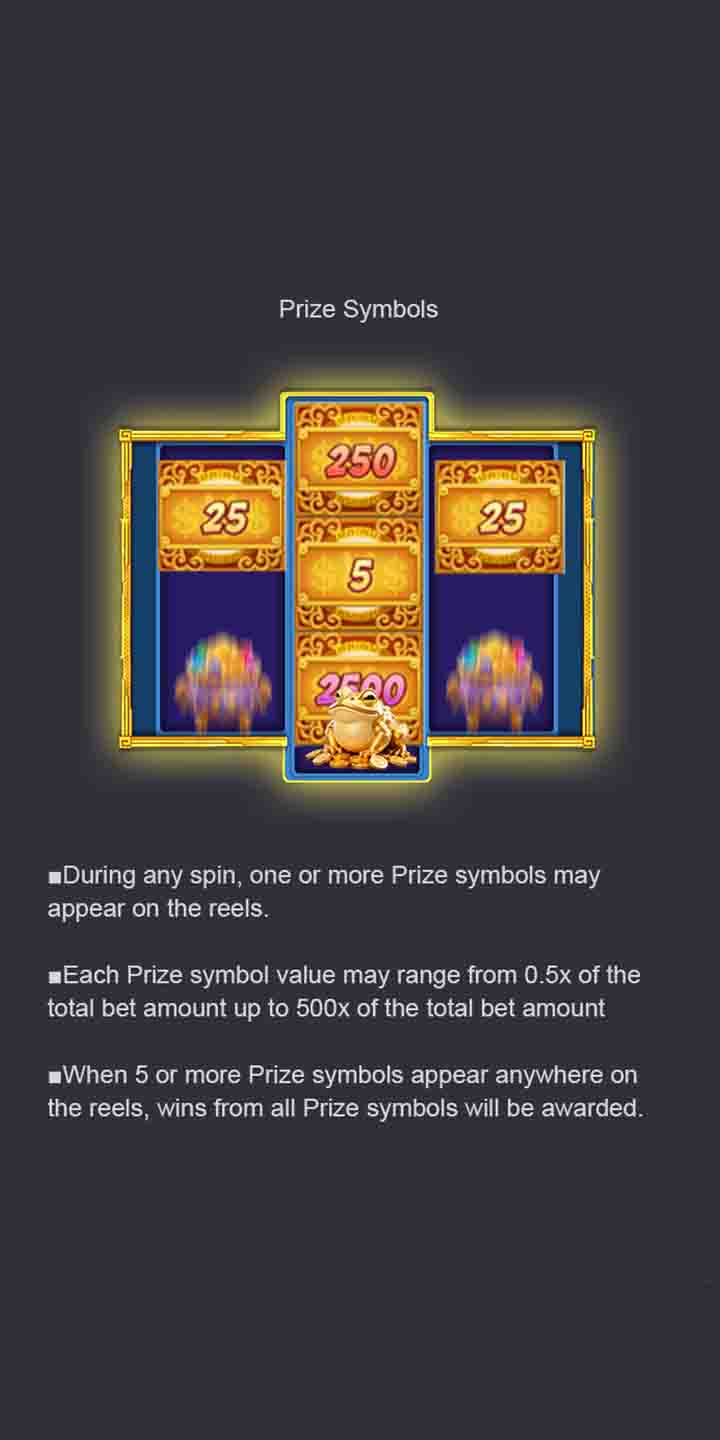 Prize Symbols
250
25
25
5
2500
■During any spin, one or more Prize symbols may
appear on the reels.
■Each Prize symbol value may range from 0.5x of the
total bet amount up to 500x of the total bet amount
■When 5 or more Prize symbols appear anywhere on
the reels, wins from all Prize symbols will be awarded.